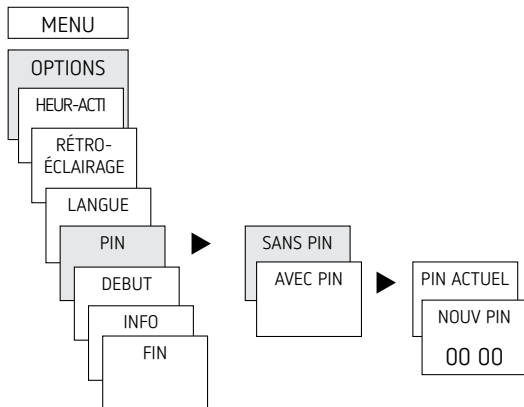 MENU
OPTIONS
HEUR-ACTI
RÉTRO-
ÉCLAIRAGE
LANGUE
PIN
DEBUT
INFO
FIN
SANS PIN
AVEC PIN
PIN ACTUEL
NOUV PIN
00 00